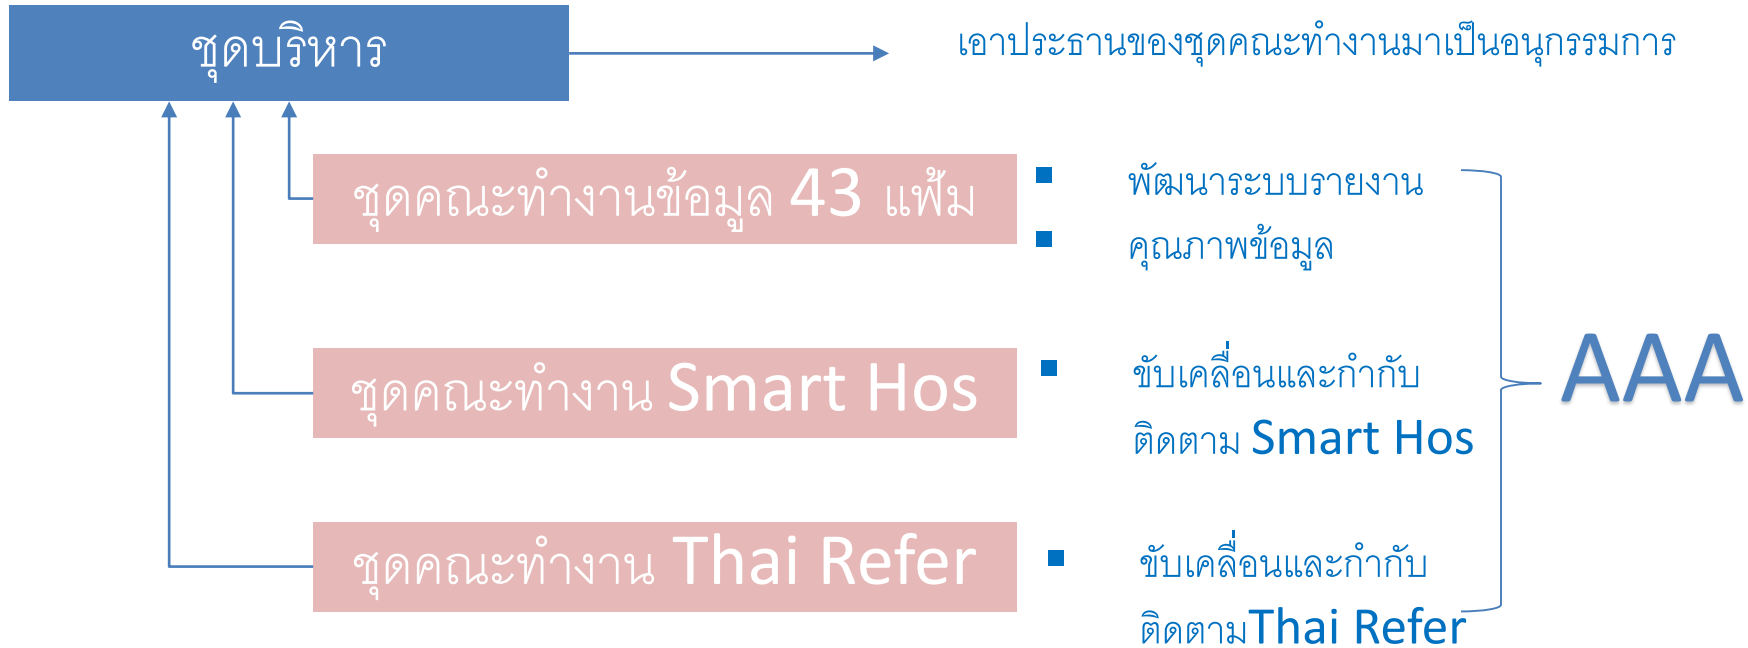 ชุดบริหาร
เอาประธานของชุดคณะทำงานมาเป็นอนุกรรมการ
ชุดคณะทำงานข้อมูล 43 แฟ้ม
พัฒนาระบบรายงาน
คุณภาพข้อมูล
ชุดคณะทำงาน Smart Hos
ขับเคลื่อนและกำกับ
ติดตาม Smart Hos
AAA
ชุดคณะทำงาน Thai Refer
ขับเคลื่อนและกำกับ
ติดตามThai Refer